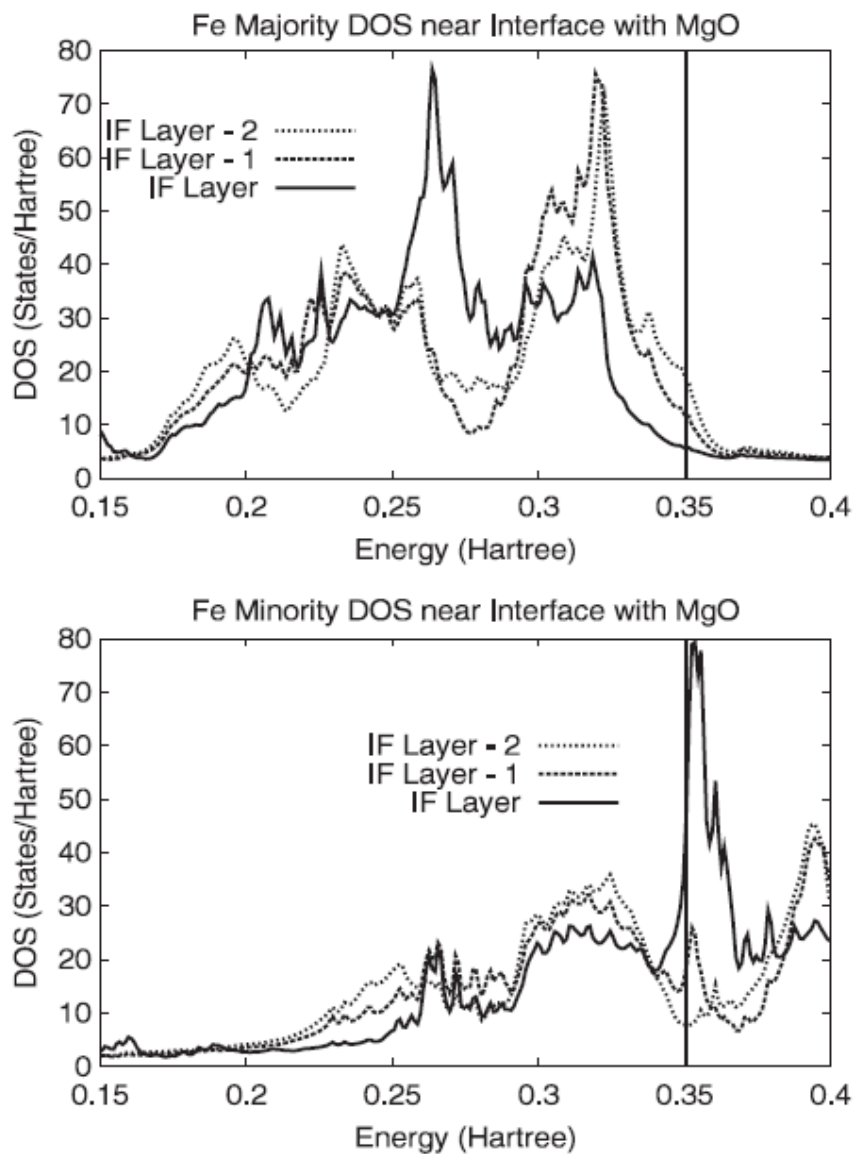 Fe Majority DOS near Interface with MgO
80
70
60
50
40
30
20
10
0
DOS (States/Hartree)
IF Layer - 2
IF Layer - 1
IF Layer
0.15 0.2 0.25 0.3 0.35 0.4
Energy (Hartree)
Fe Minority DOS near Interface with MgO
80
70
60
50
40
30
20
10
0
DOS (States/Hartree)
IF Layer - 2
IF Layer - 1
IF Layer
0.15 0.2 0.25 0.3 0.35 0.4
Energy (Hartree)